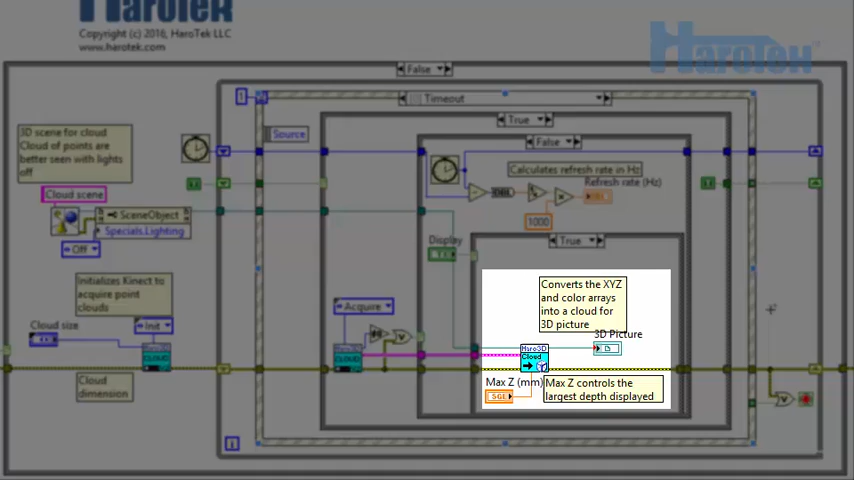 HaroTek
Copyright (c) 2016, HaroTek LLC
www.harotek.com
HaroTek
False
1
Timeout
3D scene for cloud
Cloud of points are
better seen with lights
off
Source
True
False
Calculates refresh rate in Hz
Refresh rate (Hz)
Cloud scene
SceneObject
Specials.Lighting
Off
1000
Display
True
Initializes Kinect to
acquire point
clouds
Converts the XYZ
and color arrays
into a cloud for
3D picture
Acquire
Cloud size
Init
3D Picture
Haro3D
Cloud
CLOUD
CLOUD
Max Z (mm)
SGL
Max Z controls the
largest depth displayed
Cloud
dimension
i